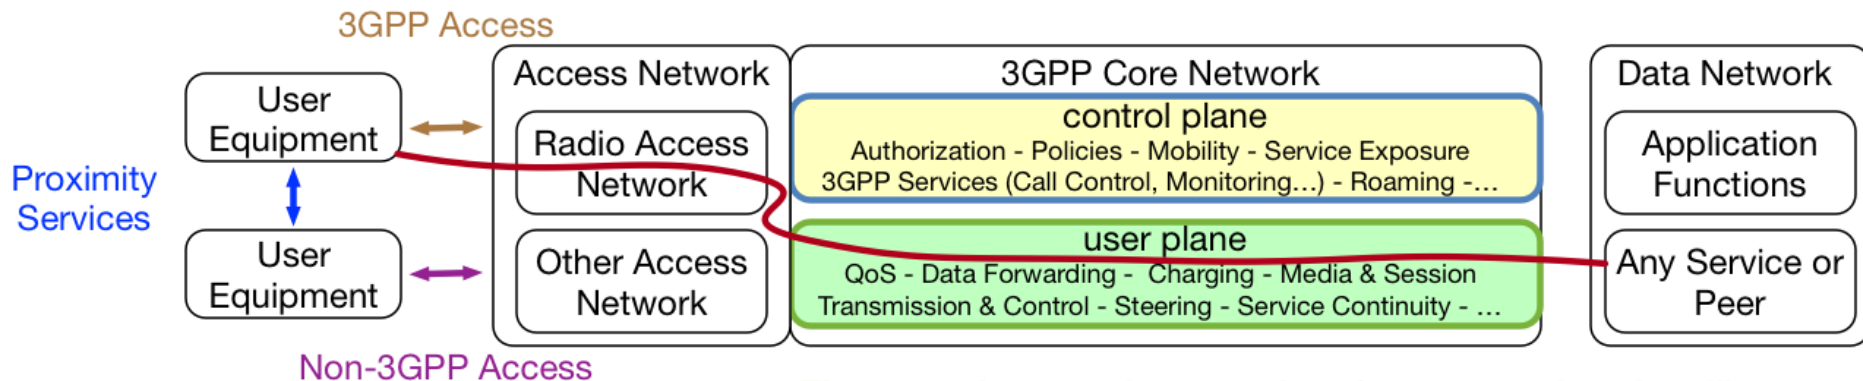 3GPP Access
User
Equipment
Proximity
Services
User
Equipment
Non-3GPP Access
Access Network
Radio Access
Network
Other Access
Network
3GPP Core Network
control plane
Authorization - Policies - Mobility - Service Exposure
3GPP Services (Call Control, Monitoring...) - Roaming -...
user plane
QoS - Data Forwarding - Charging - Media & Session
Transmission & Control - Steering - Service Continuity - ...
Data Network
Application
Functions
Any Service or
Peer